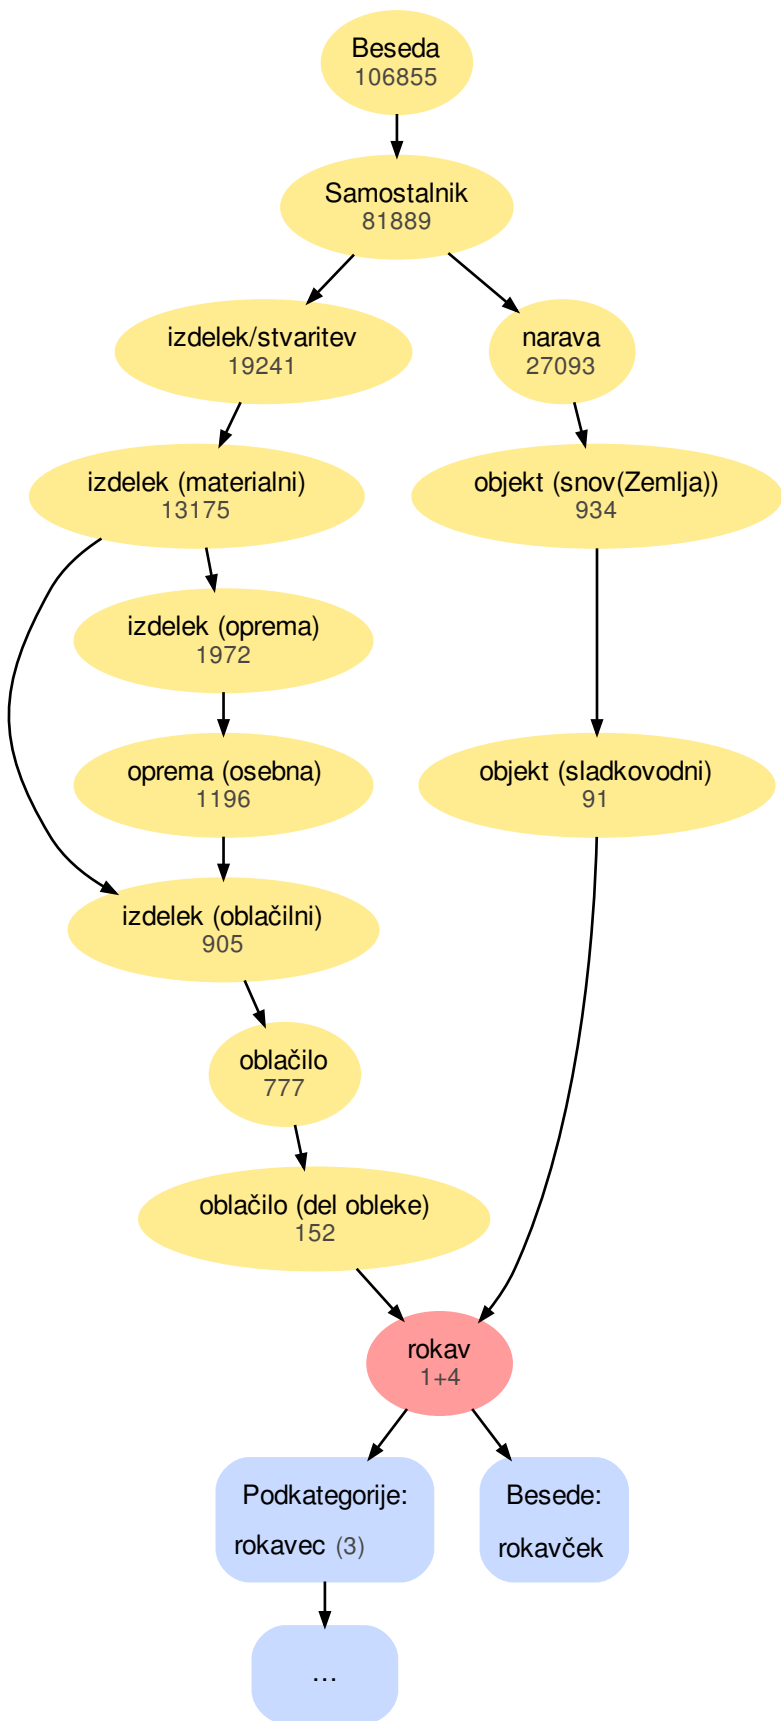 Beseda
106855
Samostalnik
81889
izdelek/stvaritev
19241
narava
27093
izdelek (materialni)
13175
objekt (snov(Zemlja))
934
izdelek (oprema)
1972
oprema (osebna)
1196
objekt (sladkovodni)
91
izdelek (oblačilni)
905
oblačilo
777
oblačilo (del obleke)
152
rokav
1+4
Podkategorije:
rokavec (3)
Besede:
rokavček
...